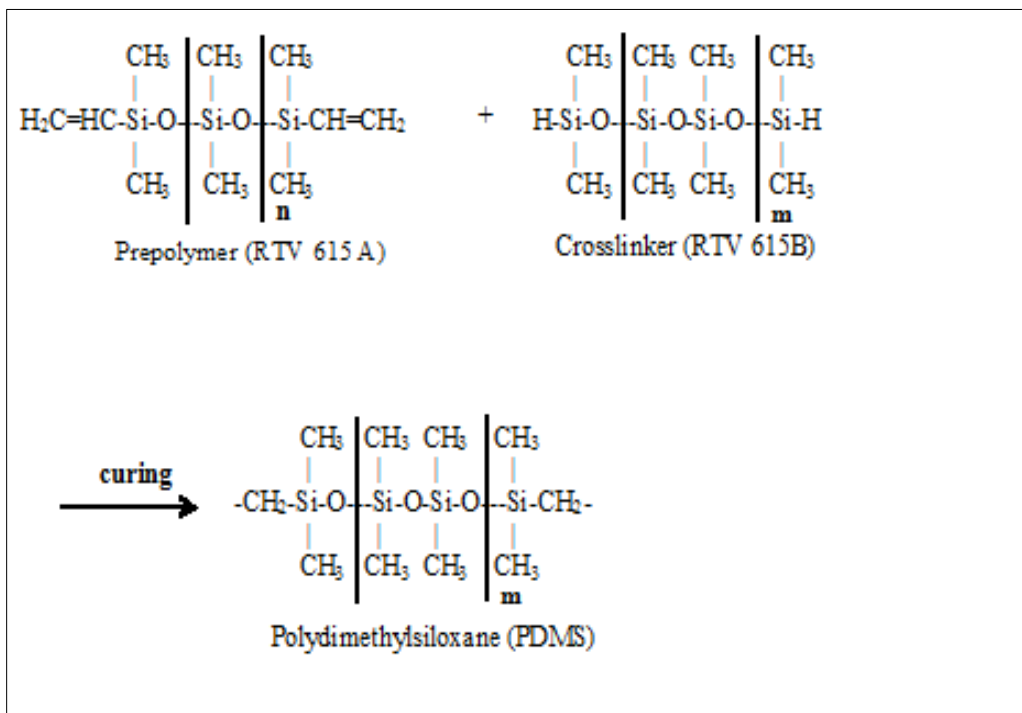 CH₃ CH₃ CH₃ CH₃ CH₃ CH₃ CH₃
H₂C=HC-Si-O-Si-O-Si-CH=CH₂ + H-Si-O-Si-O-Si-O-Si-H
CH₃ CH₃ CH₃ CH₃ CH₃ CH₃ CH₃
n m
Prepolymer (RTV 615 A) Crosslinker (RTV 615B)
CH₃ CH₃ CH₃ CH₃
curing
-CH₂-Si-O-Si-O-Si-O-Si-CH₂-
CH₃ CH₃ CH₃ CH₃
m
Polydimethylsiloxane (PDMS)